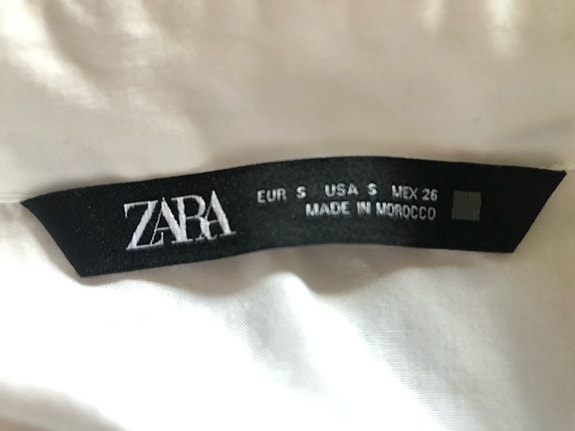 ZARA
EUR S USA S MEX 26
MADE IN MOROCCO